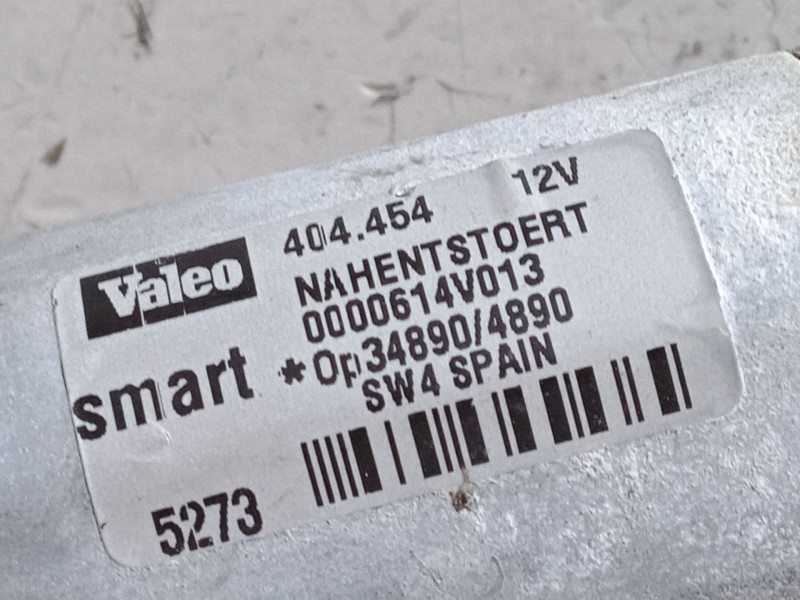 Valeo 404.454 12V
NAHENTSTOERT
0000614V013
smart *Op34890/4890
SW4 SPAIN
5273